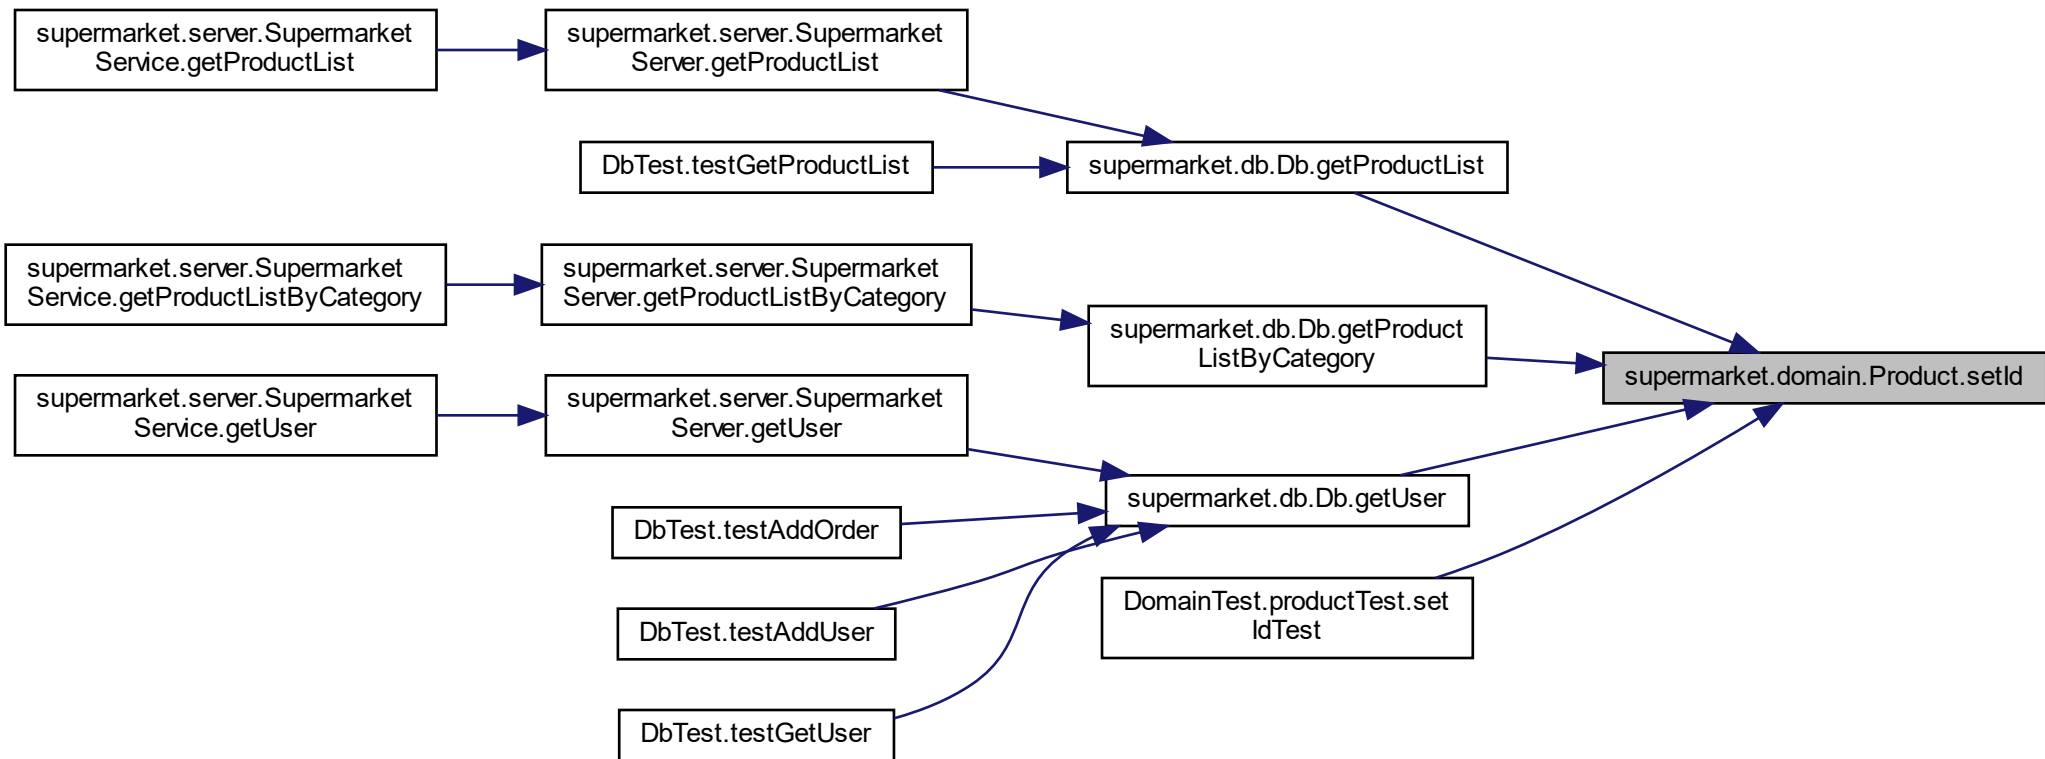 supermarket.server.Supermarket
Service.getProductList
supermarket.server.Supermarket
Server.getProductList
DbTest.testGetProductList
supermarket.db.Db.getProductList
supermarket.server.Supermarket
Service.getProductListByCategory
supermarket.server.Supermarket
Server.getProductListByCategory
supermarket.db.Db.getProduct
ListByCategory
supermarket.domain.Product.setId
supermarket.server.Supermarket
Service.getUser
supermarket.server.Supermarket
Server.getUser
supermarket.db.Db.getUser
DbTest.testAddOrder
DomainTest.productTest.set
IdTest
DbTest.testAddUser
DbTest.testGetUser